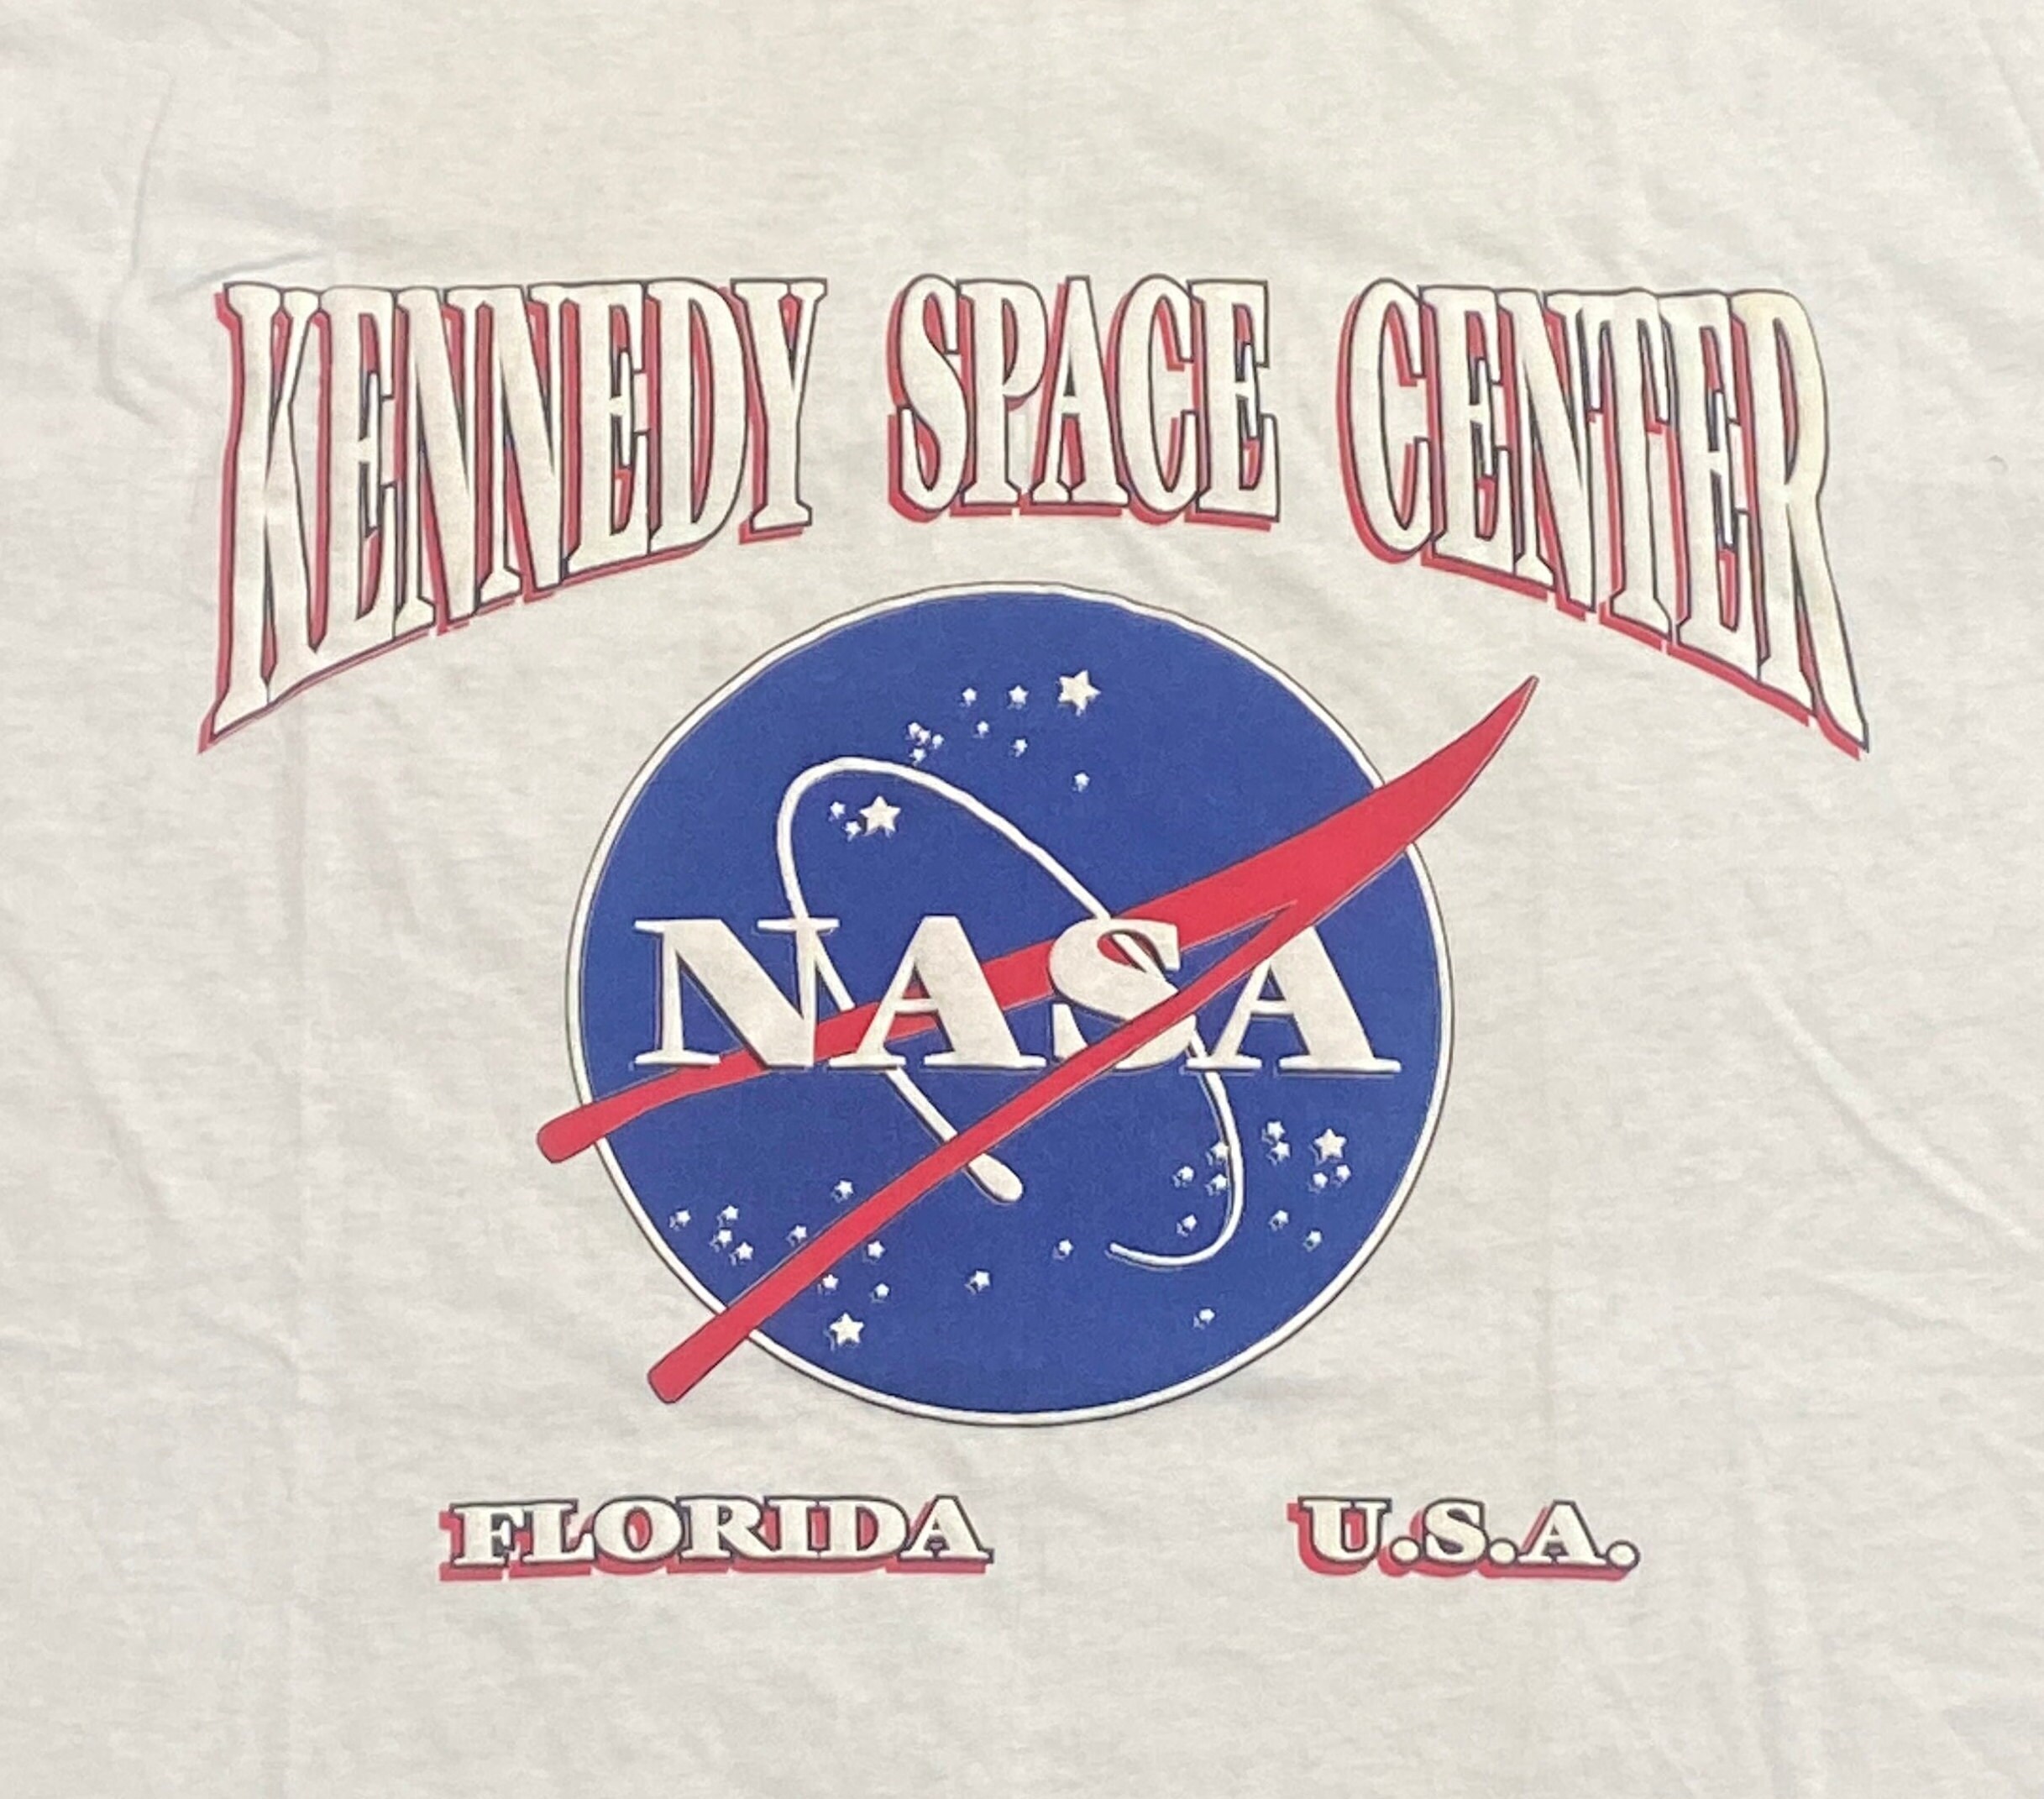 KENNEDY SPACE CENTER
NASA
FLORIDA U.S.A.